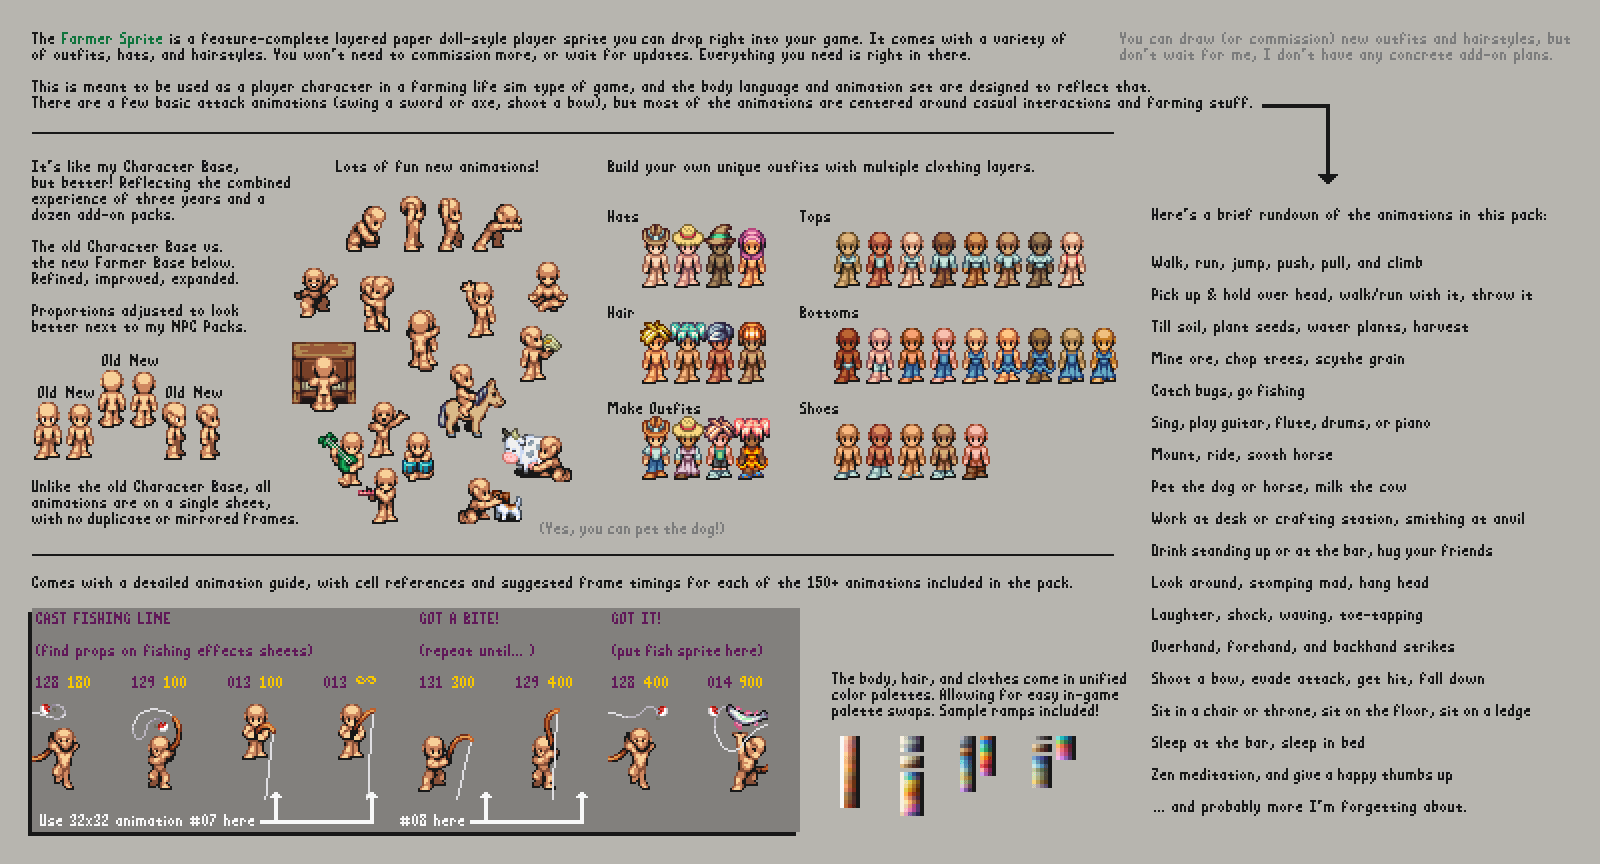 The Farmer Sprite is a feature-complete layered paper doll-style player sprite you can drop right into your game. It comes with a variety of
of outfits, hats, and hairstyles. You won't need to commission more, or wait for updates. Everything you need is right in there.
You can draw (or commission) new outfits and hairstyles, but
don't wait for me, I don't have any concrete add-on plans.
This is meant to be used as a player character in a farming life sim type of game, and the body language and animation set are designed to reflect that.
There are a few basic attack animations (swing a sword or axe, shoot a bow), but most of the animations are centered around casual interactions and farming stuff.
It's like my Character Base,
but better! Reflecting the combined
experience of three years and a
dozen add-on packs.
The old Character Base vs.
the new Farmer Base below.
Refined, improved, expanded.
Proportions adjusted to look
better next to my NPC Packs.
Old New
Old New
Old New
Unlike the old Character Base, all
animations are on a single sheet,
with no duplicate or mirrored frames.
Lots of fun new animations!
(Yes, you can pet the dog!)
Build your own unique outfits with multiple clothing layers.
Hats
Tops
Hair
Bottoms
Make Outfits
Shoes
Here's a brief rundown of the animations in this pack:
Walk, run, jump, push, pull, and climb
Pick up & hold over head, walk/run with it, throw it
Till soil, plant seeds, water plants, harvest
Mine ore, chop trees, scythe grain
Catch bugs, go fishing
Sing, play guitar, flute, drums, or piano
Mount, ride, sooth horse
Pet the dog or horse, milk the cow
Work at desk or crafting station, smithing at anvil
Drink standing up or at the bar, hug your friends
Look around, stomping mad, hang head
Laughter, shock, waving, toe-tapping
Overhand, forehand, and backhand strikes
Shoot a bow, evade attack, get hit, fall down
Sit in a chair or throne, sit on the floor, sit on a ledge
Sleep at the bar, sleep in bed
Zen meditation, and give a happy thumbs up
... and probably more I'm forgetting about.
Comes with a detailed animation guide, with cell references and suggested frame timings for each of the 150+ animations included in the pack.
CAST FISHING LINE
(find props on fishing effects sheets)
128 180
129 100
013 100
013 ∞
GOT A BITE!
(repeat until... )
131 300
129 400
GOT IT!
(put fish sprite here)
128 400
014 900
Use 32x32 animation #07 here
#08 here
The body, hair, and clothes come in unified
color palettes. Allowing for easy in-game
palette swaps. Sample ramps included!